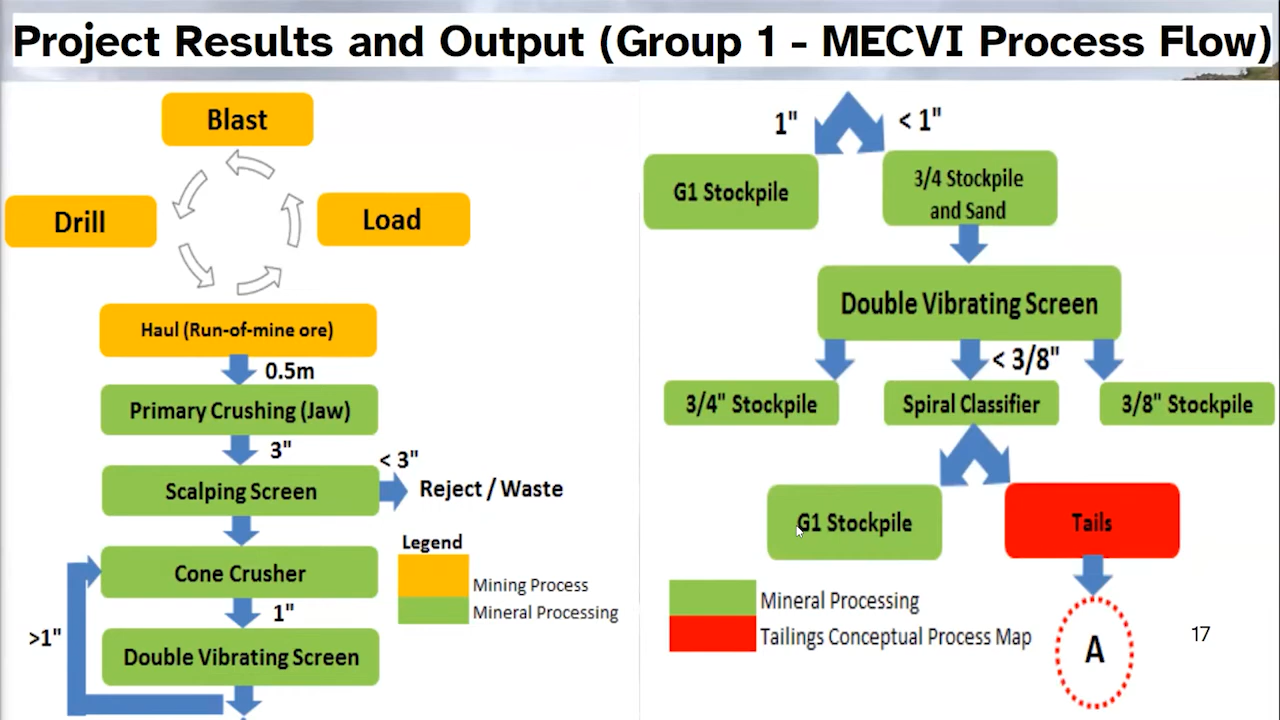 Project Results and Output (Group 1 - MECVI Process Flow)
Blast
Drill
Load
Haul (Run-of-mine ore)
0.5m
Primary Crushing (Jaw)
3"
< 3"
Scalping Screen
Reject / Waste
Cone Crusher
1"
>1"
Double Vibrating Screen
Legend
Mining Process
Mineral Processing
1"
< 1"
G1 Stockpile
3/4 Stockpile
and Sand
Double Vibrating Screen
< 3/8"
3/4" Stockpile
Spiral Classifier
3/8" Stockpile
G1 Stockpile
Tails
Mineral Processing
Tailings Conceptual Process Map
A
17